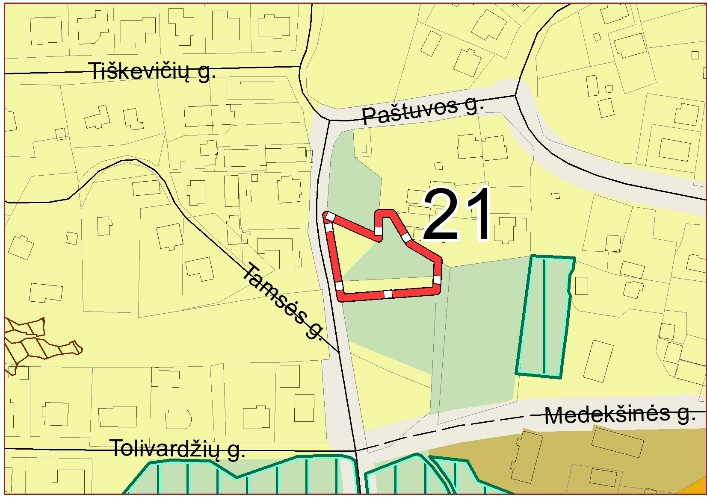 Tiškevičių g.
Paštuvos g.
21
Tamsės g.
Medekšinės g.
Tolivardžių g.